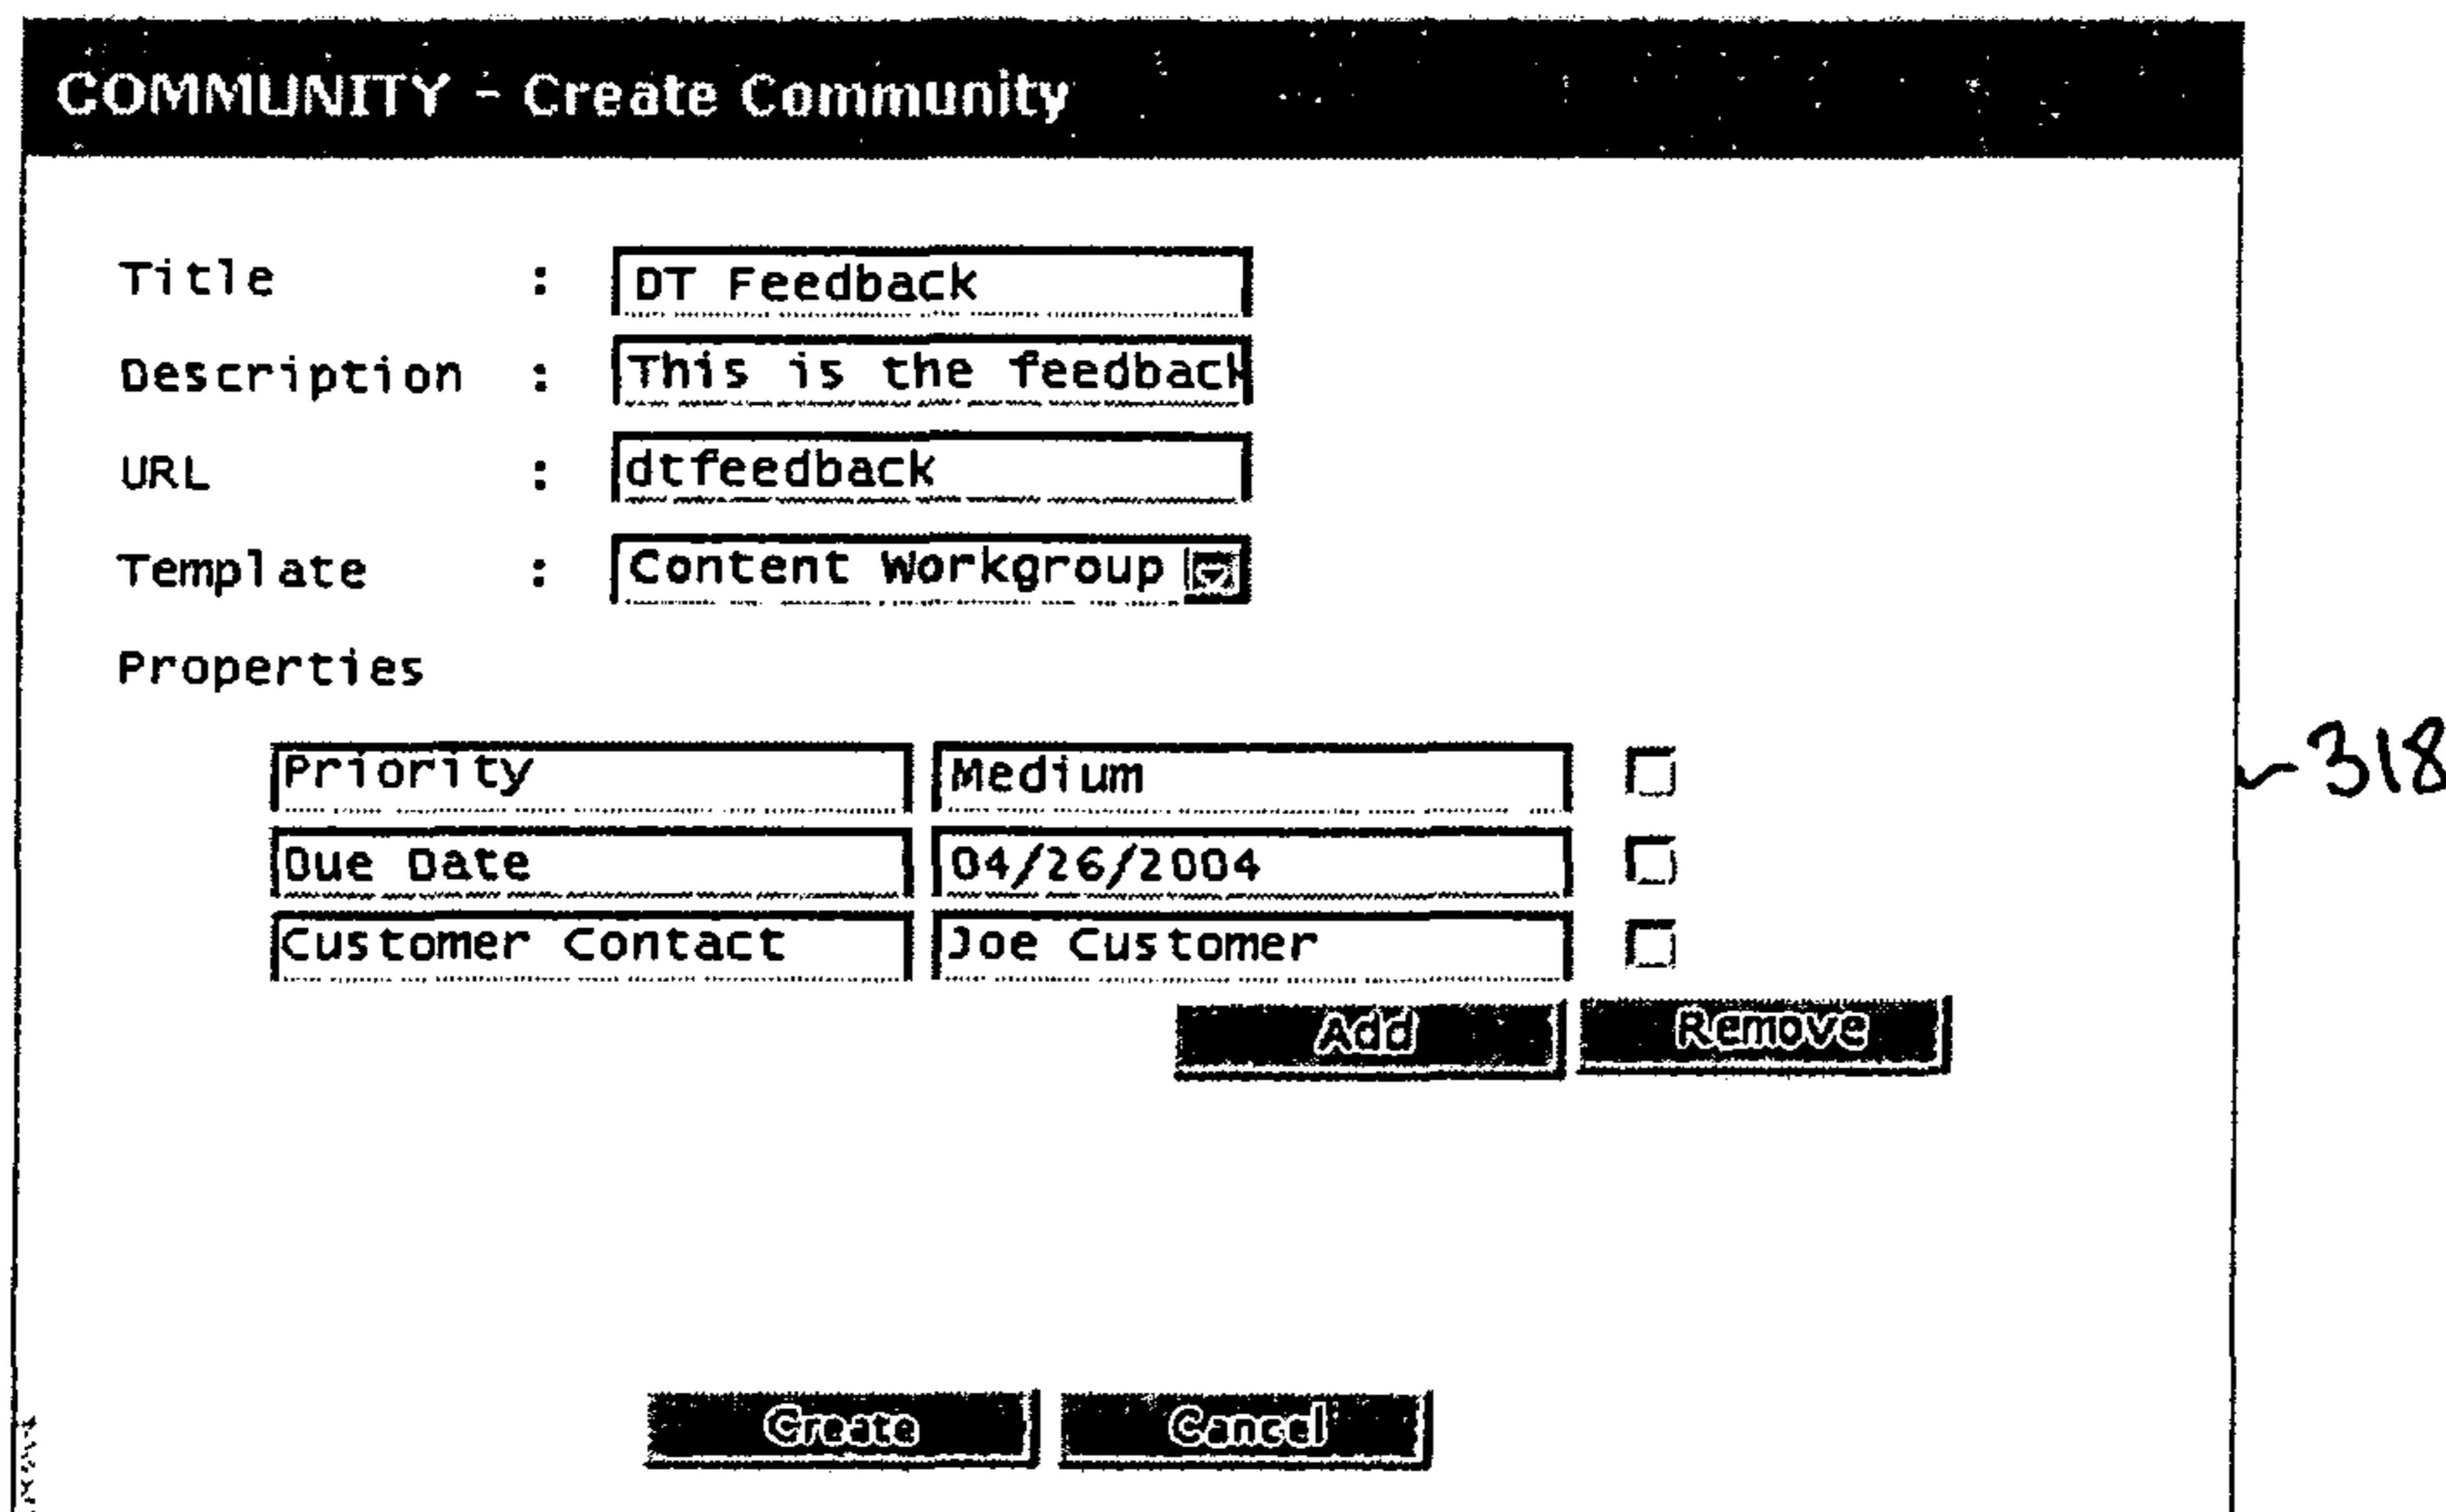 COMMUNITY - Create Community
Title : DT Feedback
Description : This is the feedback
URL : dtfeedback
Template : Content Workgroup
Properties
Priority Medium
318
Due Date 04/26/2004
Customer Contact Joe Customer
Add Remove
Create Cancel